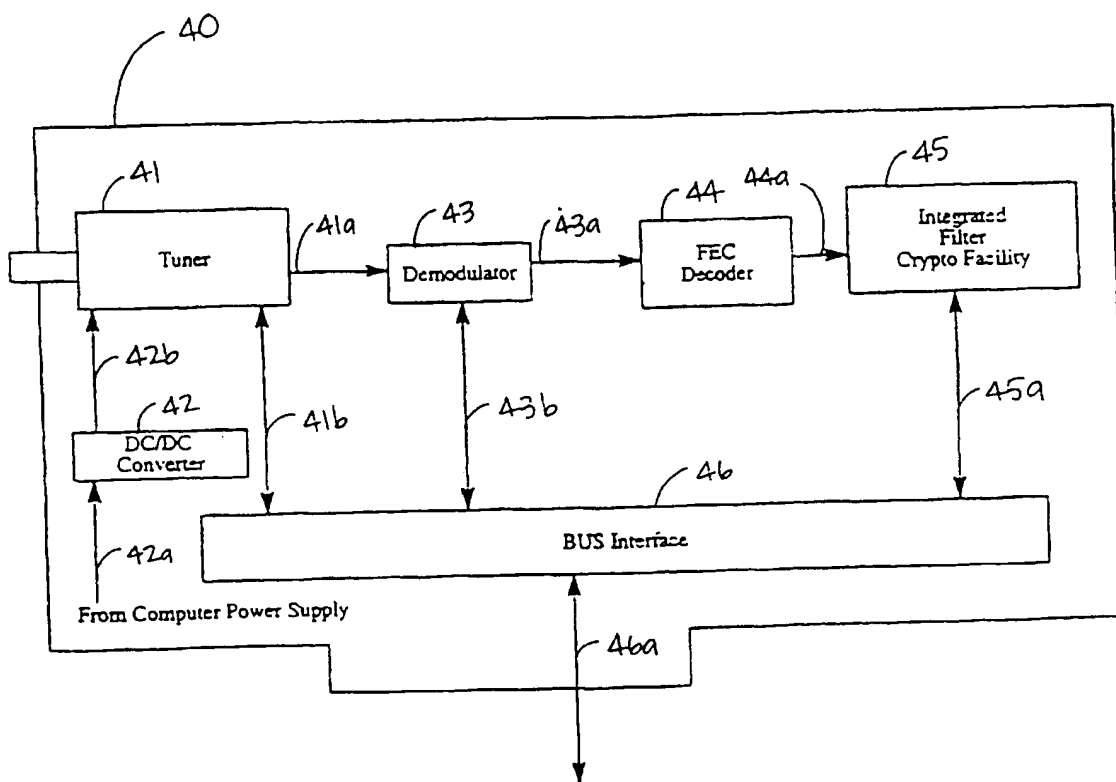 40
41
41a
43
43a
44
44a
45
Tuner
Demodulator
FEC
Decoder
Integrated
Filter
Crypto Facility
42b
42
41b
43b
45a
DC/DC
Converter
46
BUS Interface
42a
From Computer Power Supply
46a